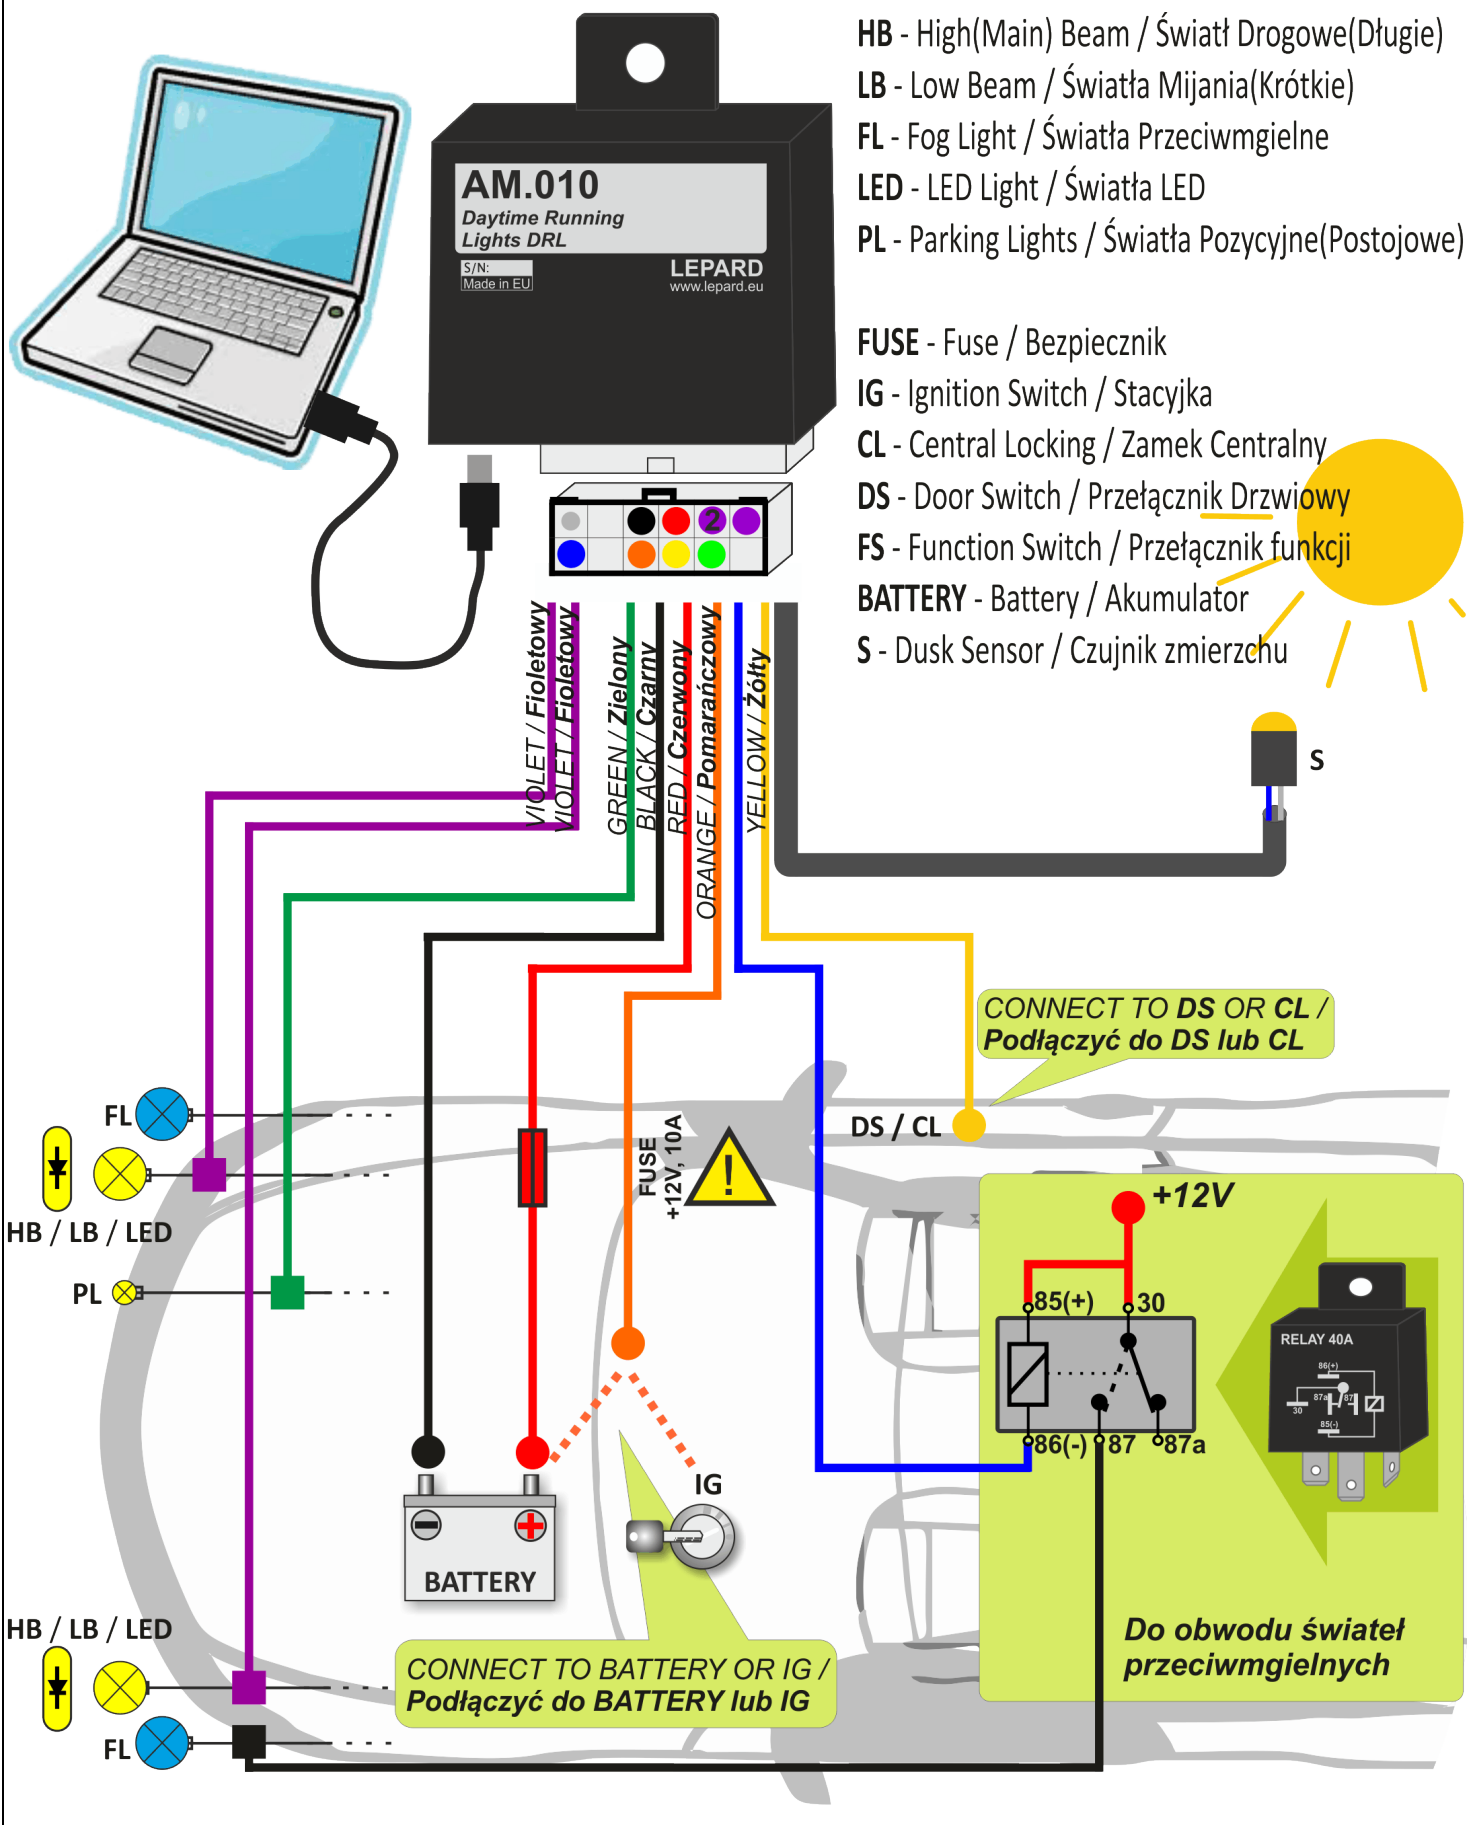 HB - High(Main) Beam / Światł Drogowe(Długie)
LB - Low Beam / Światła Mijania(Krótkie)
FL - Fog Light / Światła Przeciwmgielne
LED - LED Light / Światła LED
PL - Parking Lights / Światła Pozycyjne(Postojowe)
AM.010
Daytime Running
Lights DRL
S/N:
Made in EU
LEPARD
www.lepard.eu
FUSE - Fuse / Bezpiecznik
IG - Ignition Switch / Stacyjka
CL - Central Locking / Zamek Centralny
DS - Door Switch / Przełącznik Drzwiowy
FS - Function Switch / Przełącznik funkcji
BATTERY - Battery / Akumulator
S - Dusk Sensor / Czujnik zmierzchu
2
VIOLET / Fioletowy
VIOLET / Fioletowy
GREEN / Zielony
BLACK / Czarny
RED / Czerwony
ORANGE / Pomarańczowy
YELLOW / Żółty
S
CONNECT TO DS OR CL /
Podłączyć do DS lub CL
FL
DS / CL
FUSE
+12V, 10A
!
HB / LB / LED
PL
+12V
85(+)
30
86(-)
87
87a
RELAY 40A
86(+)
87a
87
30
85(-)
IG
BATTERY
HB / LB / LED
FL
CONNECT TO BATTERY OR IG /
Podłączyć do BATTERY lub IG
Do obwodu świateł
przeciwmgielnych